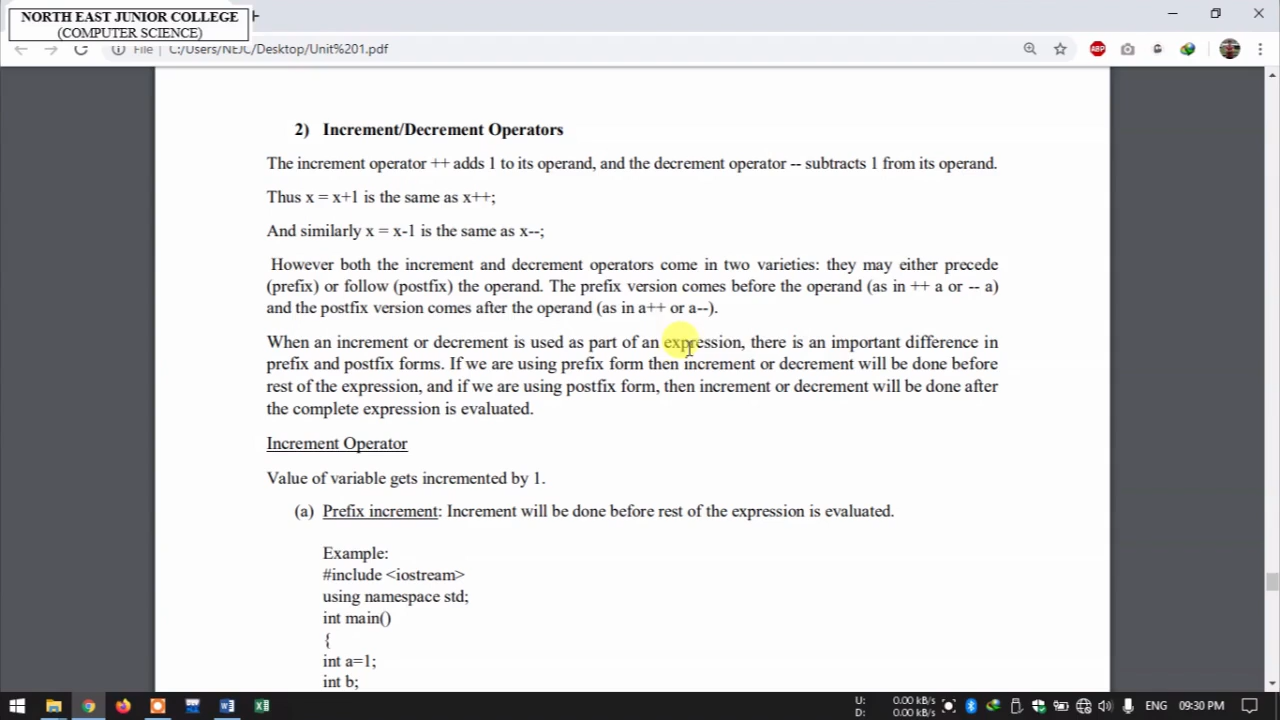 NORTH EAST JUNIOR COLLEGE
(COMPUTER SCIENCE)
File | C:/Users/NEJC/Desktop/Unit%201.pdf
ABP
2) Increment/Decrement Operators
The increment operator ++ adds 1 to its operand, and the decrement operator -- subtracts 1 from its operand.
Thus x = x+1 is the same as x++;
And similarly x = x-1 is the same as x--;
However both the increment and decrement operators come in two varieties: they may either precede
(prefix) or follow (postfix) the operand. The prefix version comes before the operand (as in ++ a or -- a)
and the postfix version comes after the operand (as in a++ or a--).
When an increment or decrement is used as part of an expression, there is an important difference in
prefix and postfix forms. If we are using prefix form then increment or decrement will be done before
rest of the expression, and if we are using postfix form, then increment or decrement will be done after
the complete expression is evaluated.
Increment Operator
Value of variable gets incremented by 1.
(a) Prefix increment: Increment will be done before rest of the expression is evaluated.
Example:
#include <iostream>
using namespace std;
int main()
{
int a=1;
int b;
U: 0.00 kB/s
D: 0.00 kB/s
ENG 09:30 PM